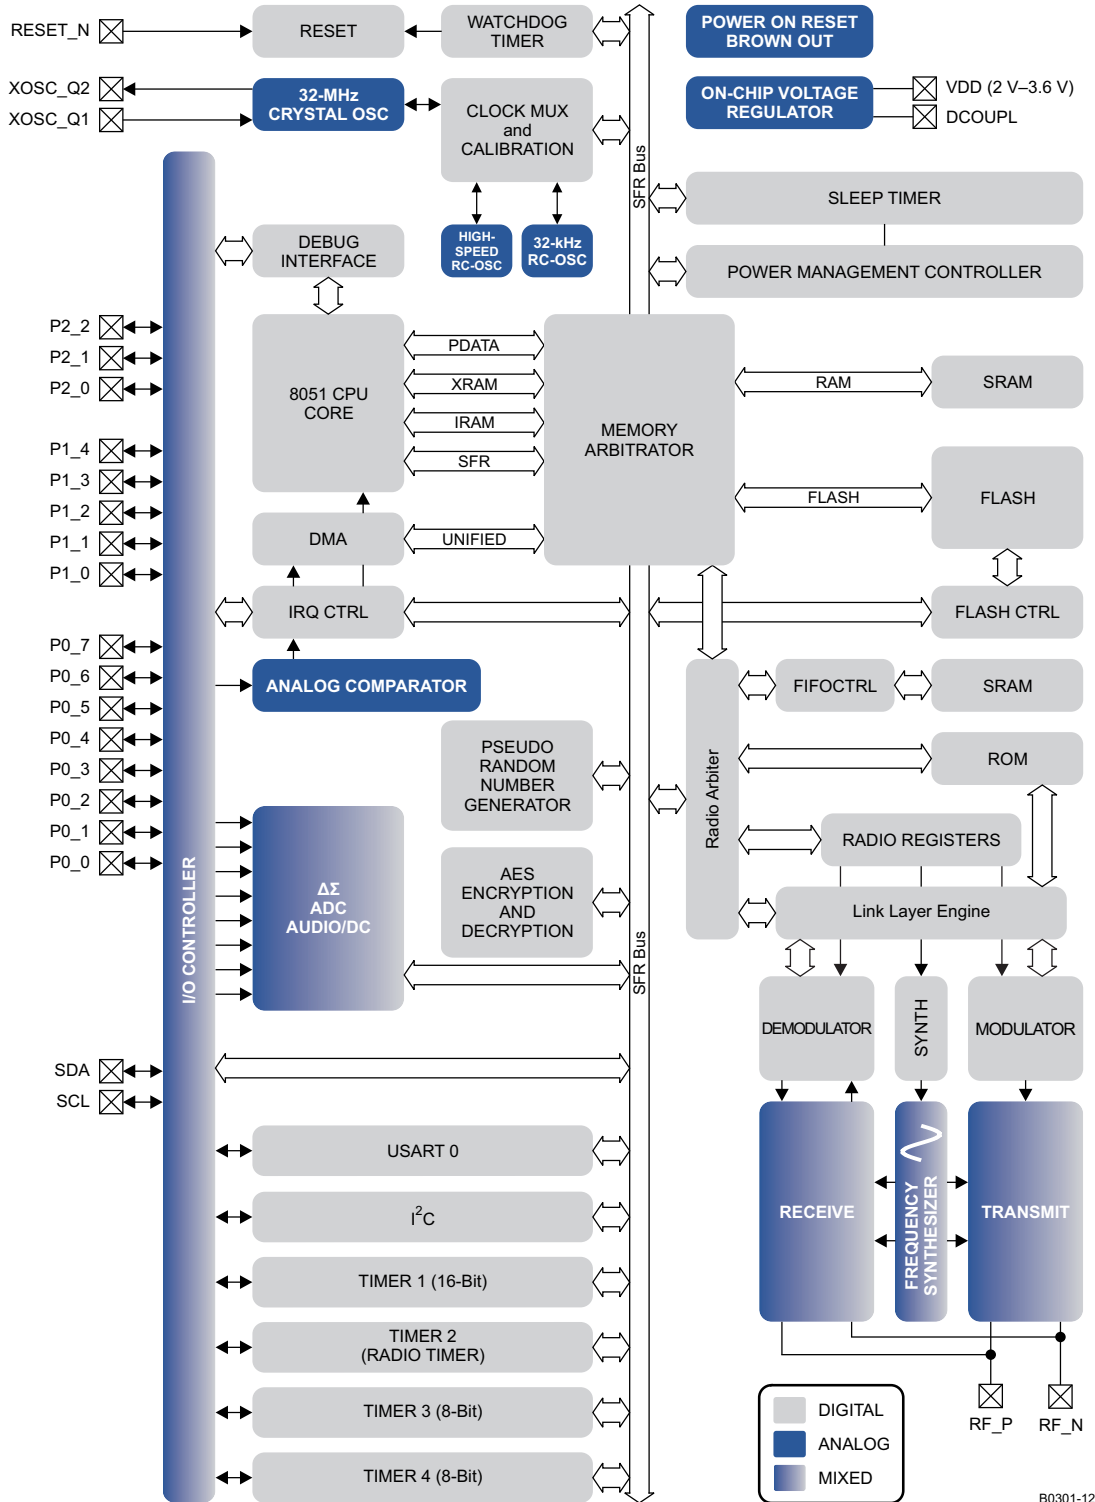 RESET_N
RESET
WATCHDOG
TIMER
POWER ON RESET
BROWN OUT
XOSC_Q2
XOSC_Q1
32-MHz
CRYSTAL OSC
CLOCK MUX
and
CALIBRATION
ON-CHIP VOLTAGE
REGULATOR
VDD (2 V–3.6 V)
DCOUPL
SFR Bus
SLEEP TIMER
HIGH-
SPEED
RC-OSC
32-kHz
RC-OSC
DEBUG
INTERFACE
POWER MANAGEMENT CONTROLLER
P2_2
P2_1
P2_0
P1_4
P1_3
P1_2
P1_1
P1_0
P0_7
P0_6
P0_5
P0_4
P0_3
P0_2
P0_1
P0_0
SDA
SCL
I/O CONTROLLER
8051 CPU
CORE
PDATA
XRAM
IRAM
SFR
MEMORY
ARBITRATOR
RAM
SRAM
FLASH
FLASH
DMA
UNIFIED
IRQ CTRL
FLASH CTRL
ANALOG COMPARATOR
FIFOCTRL
SRAM
Radio Arbiter
PSEUDO
RANDOM
NUMBER
GENERATOR
ROM
RADIO REGISTERS
ΔΣ
ADC
AUDIO/DC
AES
ENCRYPTION
AND
DECRYPTION
Link Layer Engine
SFR Bus
DEMODULATOR
SYNTH
MODULATOR
USART 0
I2C
TIMER 1 (16-Bit)
TIMER 2
(RADIO TIMER)
TIMER 3 (8-Bit)
TIMER 4 (8-Bit)
RECEIVE
FREQUENCY
SYNTHESIZER
TRANSMIT
RF_P
RF_N
DIGITAL
ANALOG
MIXED
B0301-12